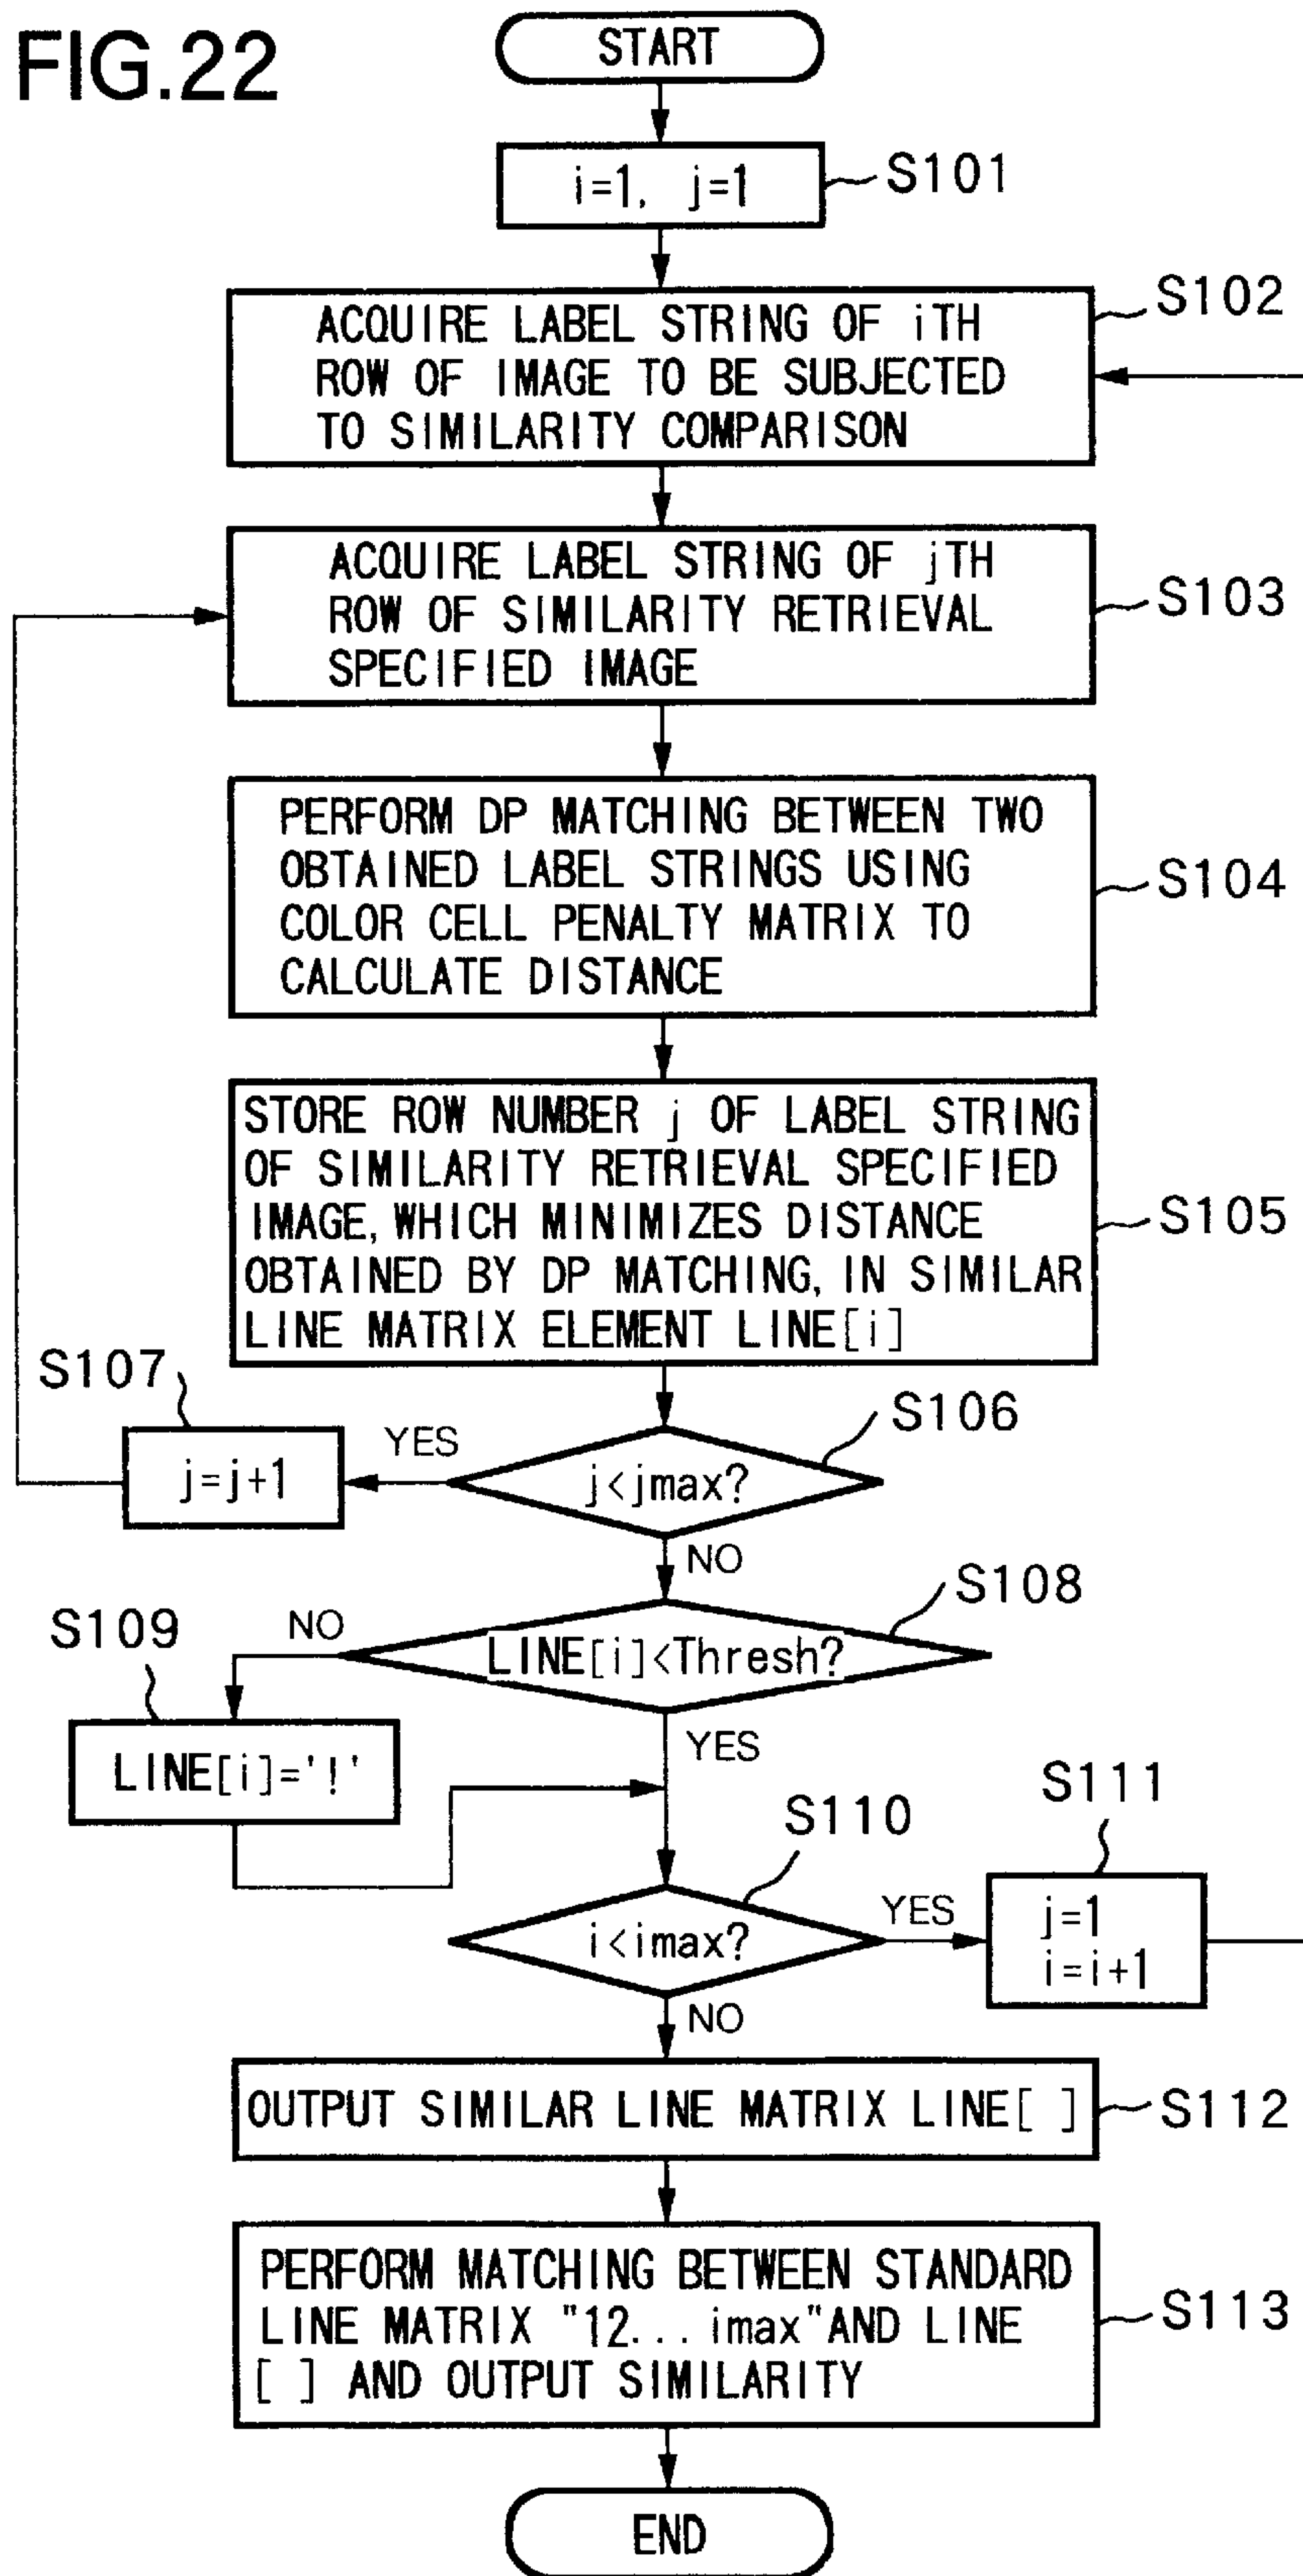 FIG.22
START
i=1, j=1
S101
ACQUIRE LABEL STRING OF iTH
ROW OF IMAGE TO BE SUBJECTED
TO SIMILARITY COMPARISON
S102
ACQUIRE LABEL STRING OF jTH
ROW OF SIMILARITY RETRIEVAL
SPECIFIED IMAGE
S103
PERFORM DP MATCHING BETWEEN TWO
OBTAINED LABEL STRINGS USING
COLOR CELL PENALTY MATRIX TO
CALCULATE DISTANCE
S104
STORE ROW NUMBER j OF LABEL STRING
OF SIMILARITY RETRIEVAL SPECIFIED
IMAGE, WHICH MINIMIZES DISTANCE
OBTAINED BY DP MATCHING, IN SIMILAR
LINE MATRIX ELEMENT LINE[i]
S105
S107
j=j+1
YES
j<jmax?
S106
NO
S108
LINE[i]<Thresh?
NO
S109
LINE[i]='!'
YES
S110
i<imax?
YES
S111
j=1
i=i+1
NO
OUTPUT SIMILAR LINE MATRIX LINE[ ]
S112
PERFORM MATCHING BETWEEN STANDARD
LINE MATRIX "12... imax"AND LINE
[ ] AND OUTPUT SIMILARITY
S113
END